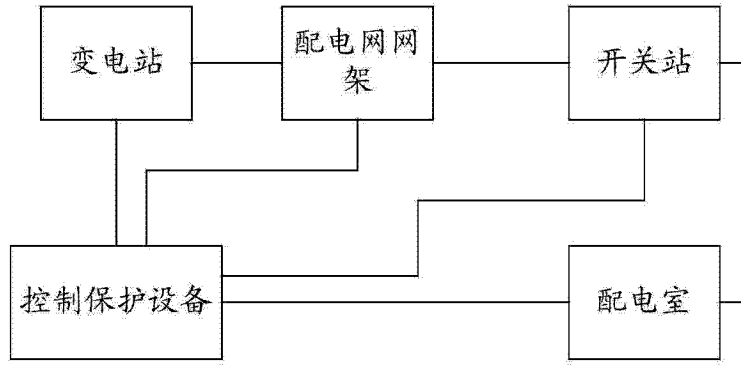 变电站
配电网网
架
开关站
控制保护设备
配电室